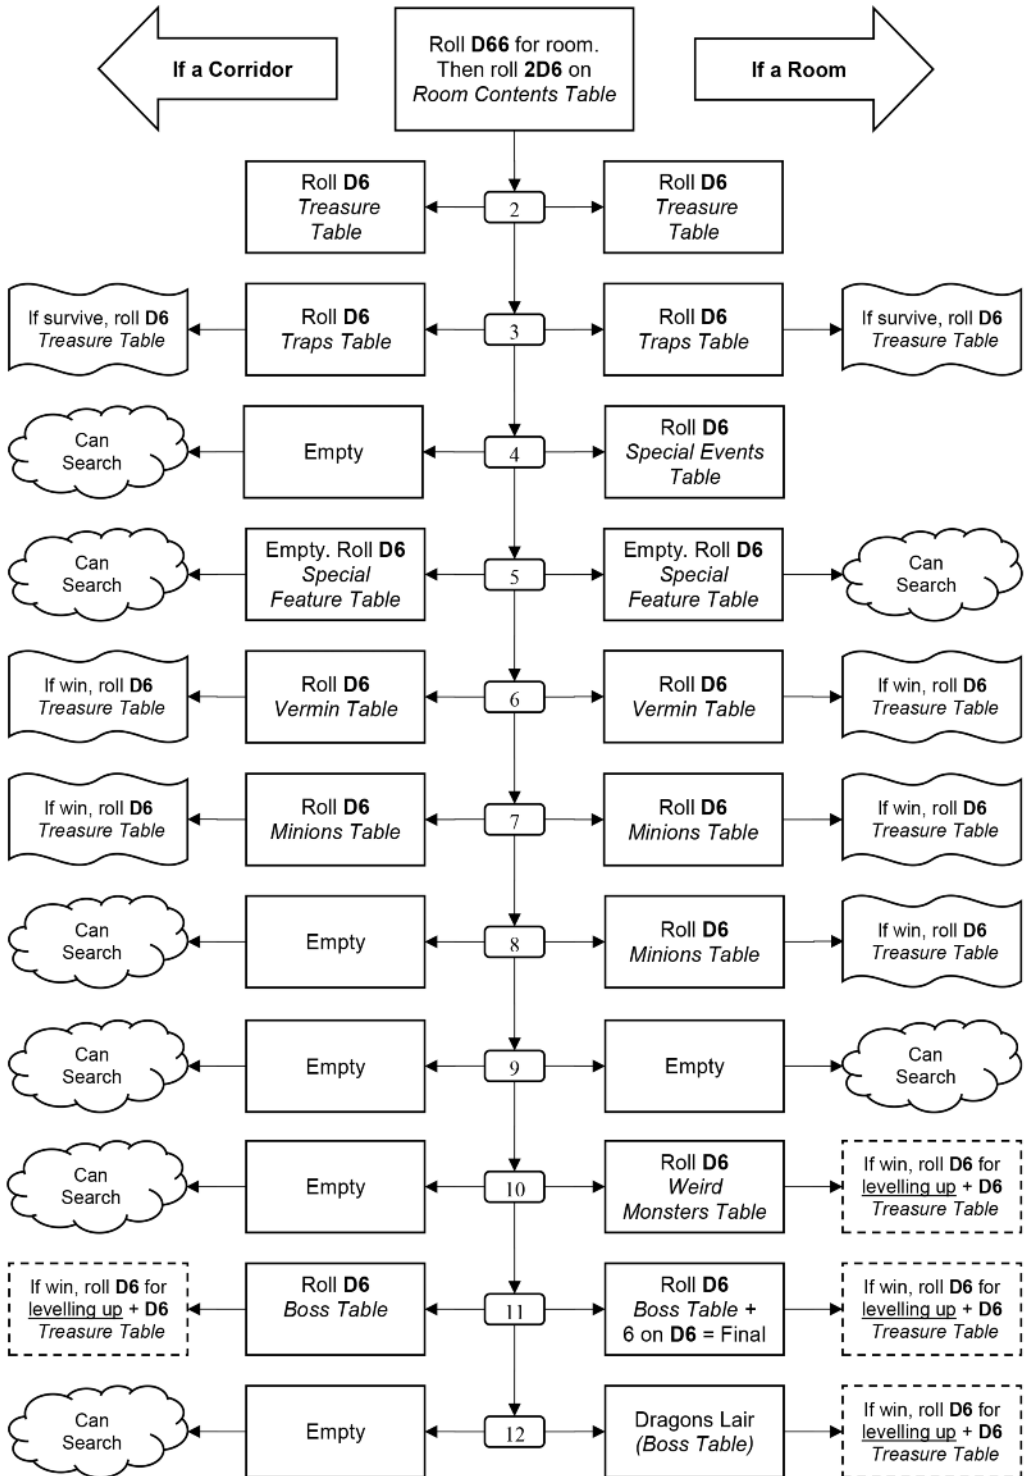 If a Corridor
Roll D66 for room.
Then roll 2D6 on
Room Contents Table
If a Room
Roll D6
Treasure
Table
2
Roll D6
Treasure
Table
If survive, roll D6
Treasure Table
Roll D6
Traps Table
3
Roll D6
Traps Table
If survive, roll D6
Treasure Table
Can
Search
Empty
4
Roll D6
Special Events
Table
Can
Search
Empty. Roll D6
Special
Feature Table
5
Empty. Roll D6
Special
Feature Table
Can
Search
If win, roll D6
Treasure Table
Roll D6
Vermin Table
6
Roll D6
Vermin Table
If win, roll D6
Treasure Table
If win, roll D6
Treasure Table
Roll D6
Minions Table
7
Roll D6
Minions Table
If win, roll D6
Treasure Table
Can
Search
Empty
8
Roll D6
Minions Table
If win, roll D6
Treasure Table
Can
Search
Empty
9
Empty
Can
Search
Can
Search
Empty
10
Roll D6
Weird
Monsters Table
If win, roll D6 for
levelling up + D6
Treasure Table
If win, roll D6 for
levelling up + D6
Treasure Table
Roll D6
Boss Table
11
Roll D6
Boss Table +
6 on D6 = Final
If win, roll D6 for
levelling up + D6
Treasure Table
Can
Search
Empty
12
Dragons Lair
(Boss Table)
If win, roll D6 for
levelling up + D6
Treasure Table